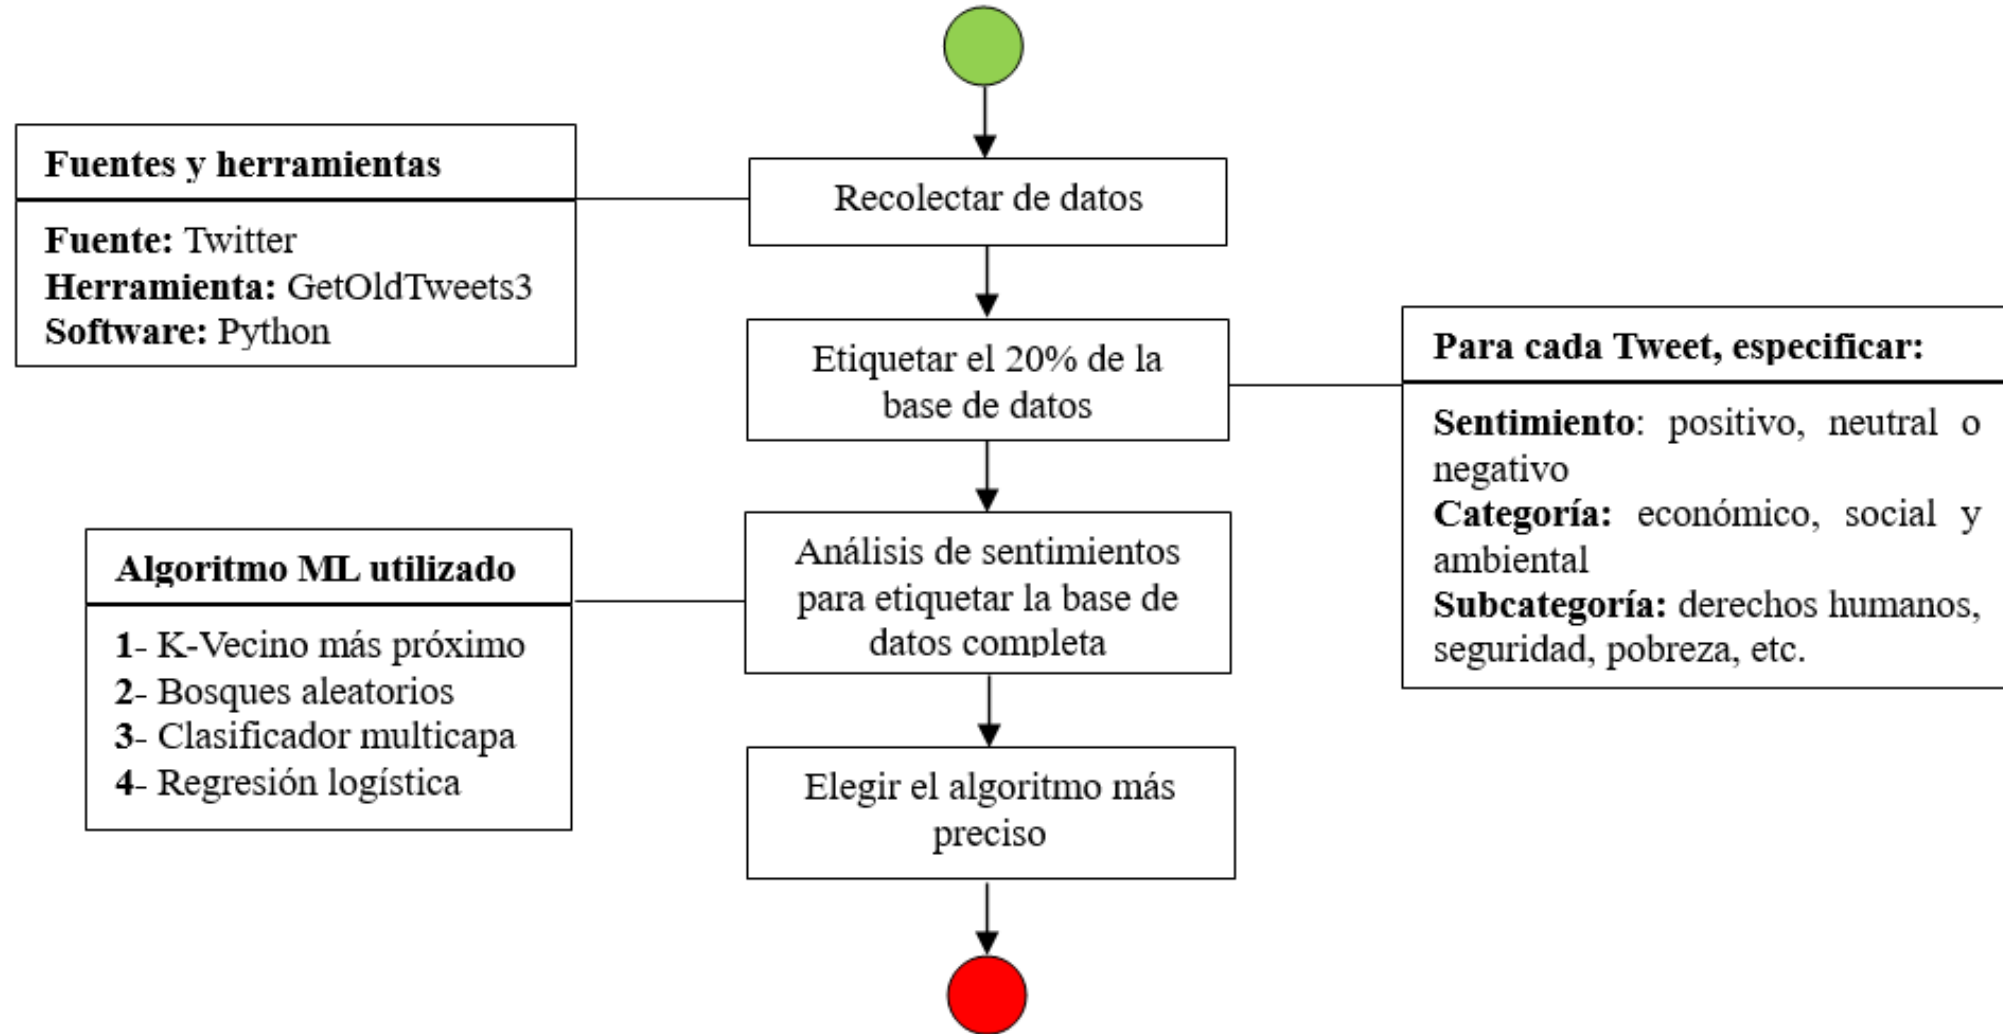 Fuentes y herramientas
Fuente: Twitter
Herramienta: GetOldTweets3
Software: Python
Recolectar de datos
Etiquetar el 20% de la
base de datos
Para cada Tweet, especificar:
Sentimiento: positivo, neutral o
negativo
Categoría: económico, social y
ambiental
Subcategoría: derechos humanos,
seguridad, pobreza, etc.
Análisis de sentimientos
para etiquetar la base de
datos completa
Algoritmo ML utilizado
1- K-Vecino más próximo
2- Bosques aleatorios
3- Clasificador multicapa
4- Regresión logística
Elegir el algoritmo más
preciso